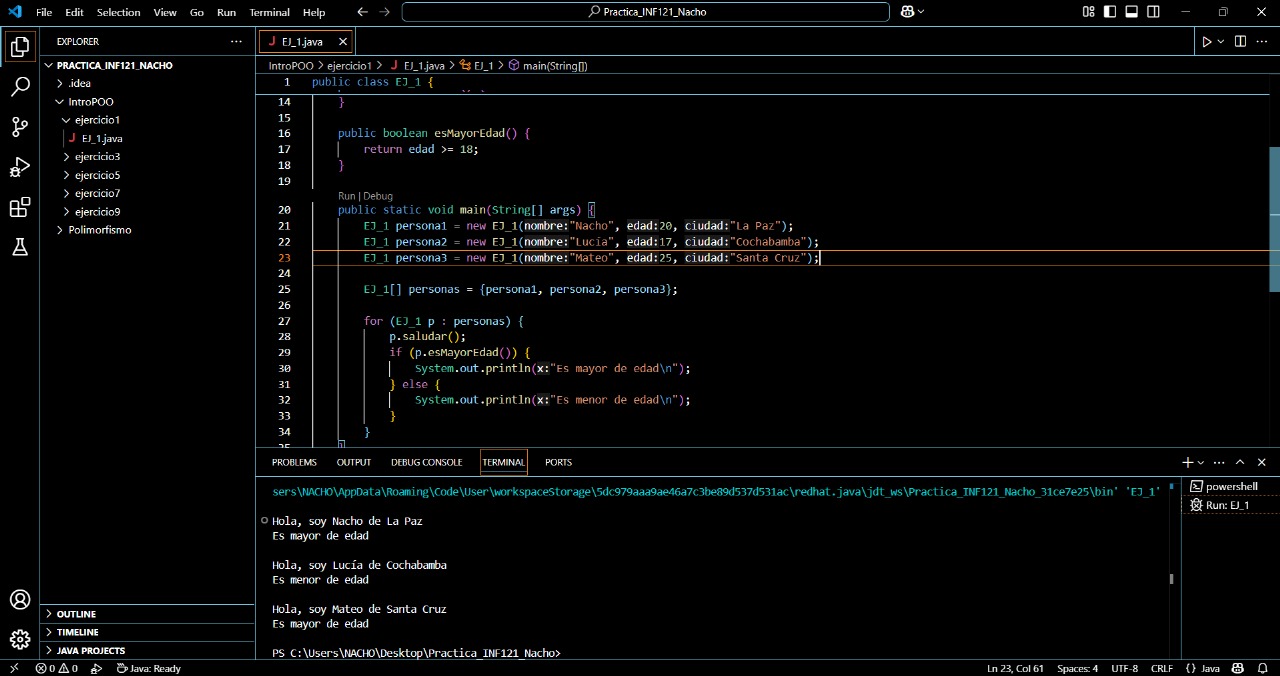 File Edit Selection View Go Run Terminal Help Practica_INF121_Nacho
EXPLORER
PRACTICA_INF121_NACHO
.idea
IntroPOO
ejercicio1
EJ_1.java
ejercicio3
ejercicio5
ejercicio7
ejercicio9
Polimorfismo
OUTLINE
TIMELINE
JAVA PROJECTS
EJ_1.java
IntroPOO > ejercicio1 > EJ_1.java > EJ_1 > main(String[])
1 public class EJ_1 {
14 }
15
16 public boolean esMayorEdad() {
17 return edad >= 18;
18 }
19
Run | Debug
20 public static void main(String[] args) {
21 EJ_1 persona1 = new EJ_1(nombre:"Nacho", edad:20, ciudad:"La Paz");
22 EJ_1 persona2 = new EJ_1(nombre:"Lucía", edad:17, ciudad:"Cochabamba");
23 EJ_1 persona3 = new EJ_1(nombre:"Mateo", edad:25, ciudad:"Santa Cruz");
24
25 EJ_1[] personas = {persona1, persona2, persona3};
26
27 for (EJ_1 p : personas) {
28 p.saludar();
29 if (p.esMayorEdad()) {
30 System.out.println(x:"Es mayor de edad\n");
31 } else {
32 System.out.println(x:"Es menor de edad\n");
33 }
34 }
35 }
PROBLEMS OUTPUT DEBUG CONSOLE TERMINAL PORTS
sers\NACHO\AppData\Roaming\Code\User\workspaceStorage\5dc979aaa9ae46a7c3be89d537d531ac\redhat.java\jdt_ws\Practica_INF121_Nacho_31ce7e25\bin' 'EJ_1'
Hola, soy Nacho de La Paz
Es mayor de edad
Hola, soy Lucía de Cochabamba
Es menor de edad
Hola, soy Mateo de Santa Cruz
Es mayor de edad
PS C:\Users\NACHO\Desktop\Practica_INF121_Nacho>
powershell
Run: EJ_1
0 0 Java: Ready Ln 23, Col 61 Spaces: 4 UTF-8 CRLF {} Java